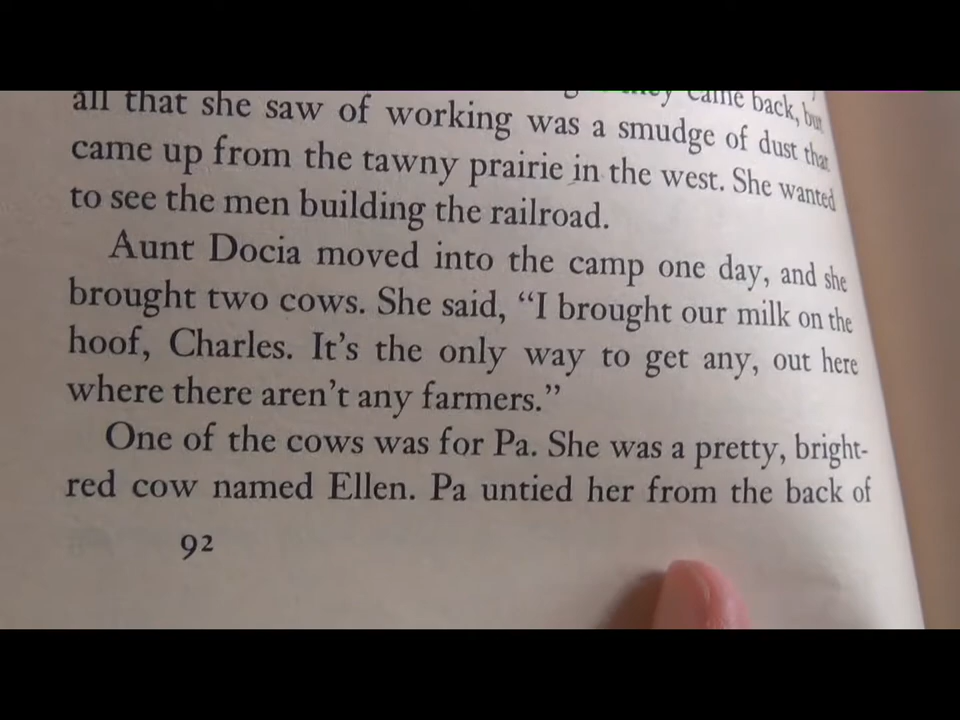 they came back, but
all that she saw of working was a smudge of dust that
came up from the tawny prairie in the west. She wanted
to see the men building the railroad.
Aunt Docia moved into the camp one day, and she
brought two cows. She said, “I brought our milk on the
hoof, Charles. It’s the only way to get any, out here
where there aren’t any farmers.”
One of the cows was for Pa. She was a pretty, bright-
red cow named Ellen. Pa untied her from the back of
92